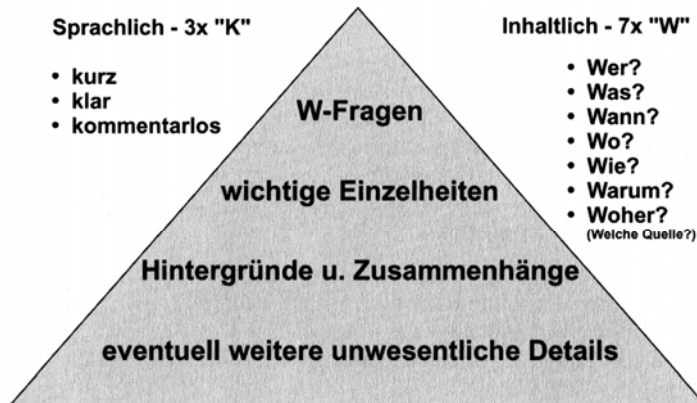 Sprachlich - 3x "K"
• kurz
• klar
• kommentarlos
Inhaltlich - 7x "W"
• Wer?
• Was?
• Wann?
• Wo?
• Wie?
• Warum?
• Woher?
(Welche Quelle?)
W-Fragen
wichtige Einzelheiten
Hintergründe u. Zusammenhänge
eventuell weitere unwesentliche Details